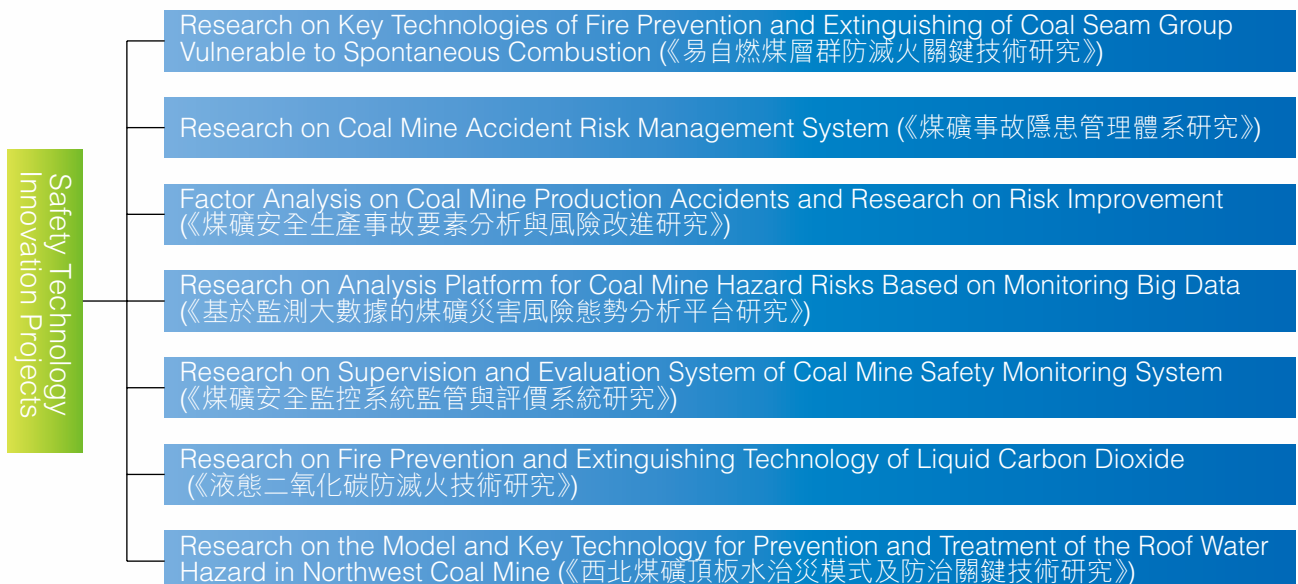 Safety Technology
Innovation Projects
Research on Key Technologies of Fire Prevention and Extinguishing of Coal Seam Group
Vulnerable to Spontaneous Combustion (《易自燃煤層群防滅火關鍵技術研究》)
Research on Coal Mine Accident Risk Management System (《煤礦事故隱患管理體系研究》)
Factor Analysis on Coal Mine Production Accidents and Research on Risk Improvement
(《煤礦安全生產事故要素分析與風險改進研究》)
Research on Analysis Platform for Coal Mine Hazard Risks Based on Monitoring Big Data
(《基於監測大數據的煤礦災害風險態勢分析平台研究》)
Research on Supervision and Evaluation System of Coal Mine Safety Monitoring System
(《煤礦安全監控系統監管與評價系統研究》)
Research on Fire Prevention and Extinguishing Technology of Liquid Carbon Dioxide
(《液態二氧化碳防滅火技術研究》)
Research on the Model and Key Technology for Prevention and Treatment of the Roof Water
Hazard in Northwest Coal Mine (《西北煤礦頂板水治災模式及防治關鍵技術研究》)